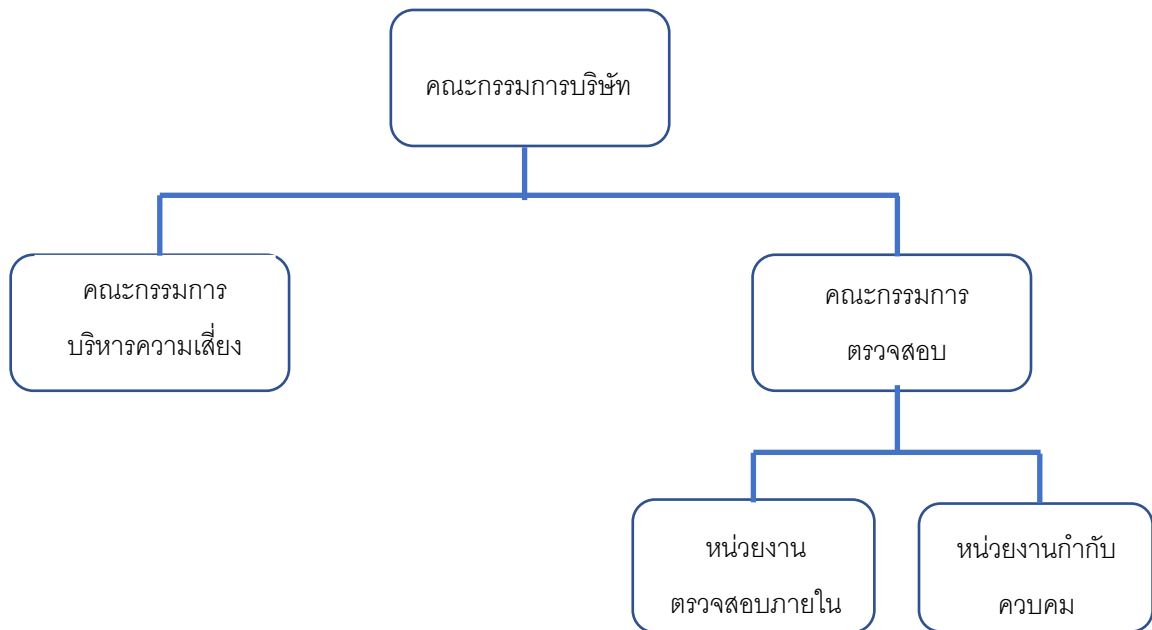 คณะกรรมการบริษัท
คณะกรรมการ
บริหารความเสี่ยง
คณะกรรมการ
ตรวจสอบ
หน่วยงาน
ตรวจสอบภายใน
หน่วยงานกำกับ
ควบคม